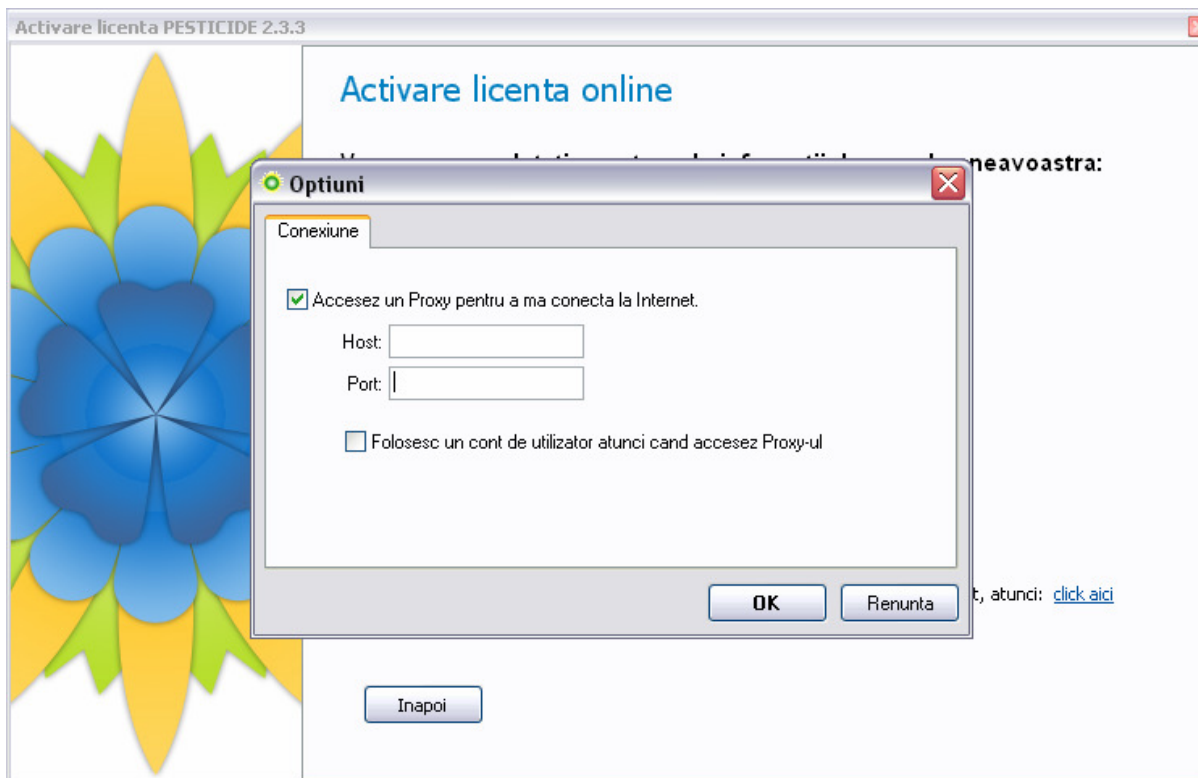 Activare licenta PESTICIDE 2.3.3
Activare licenta online
neavoastra:
Optiuni
Conexiune
Accesez un Proxy pentru a ma conecta la Internet.
Host:
Port:
Folosesc un cont de utilizator atunci cand accesez Proxy-ul
OK
Renunta
t, atunci: click aici
Inapoi